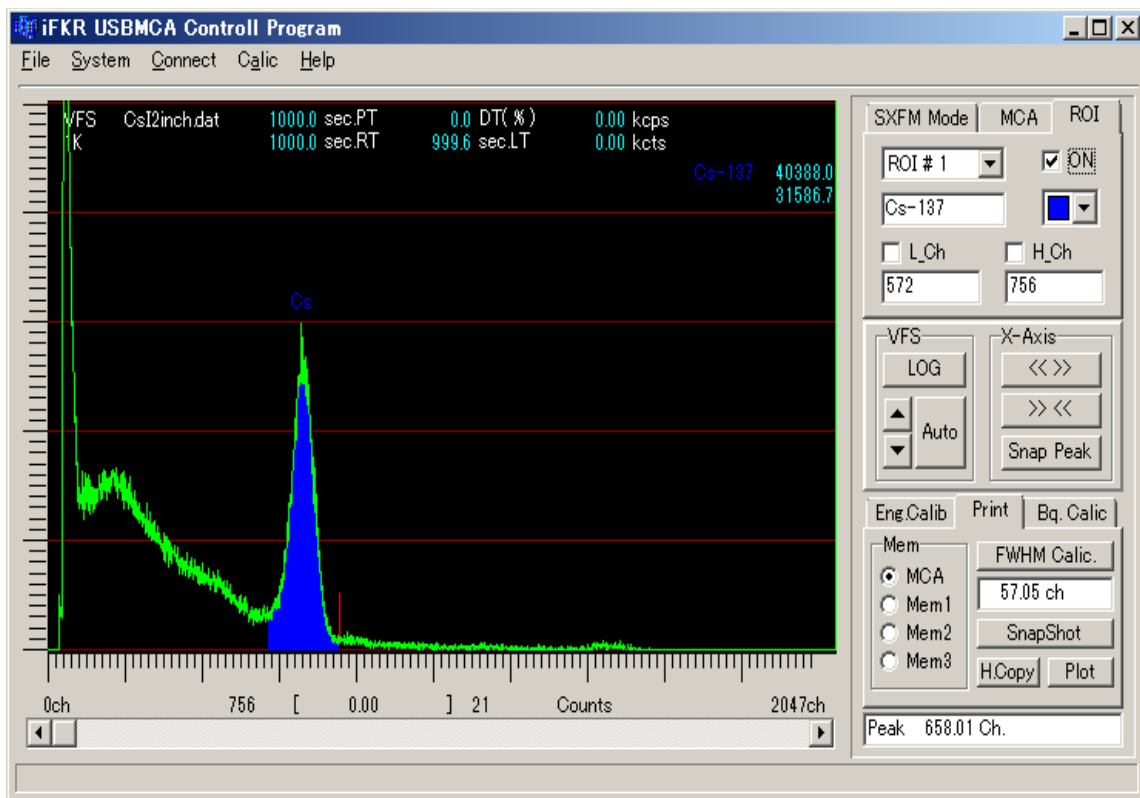 iFKR USBMCA Controll Program
File System Connect Calic Help
VFS CsI2inch.dat 1000.0 sec.PT 0.0 DT( % ) 0.00 kcps
1K 1000.0 sec.RT 999.6 sec.LT 0.00 kcts
Cs-137 40388.0
31586.7
Cs
0ch 756 [ 0.00 ] 21 Counts 2047ch
SXFM Mode MCA ROI
ROI # 1 ON
Cs-137
L_Ch H_Ch
572 756
VFS X-Axis
LOG << >>
>> <<
Auto
Snap Peak
Eng.Calib Print Bq. Calic
Mem FWHM Calic.
MCA 57.05 ch
Mem1
Mem2 SnapShot
Mem3 H.Copy Plot
Peak 658.01 Ch.